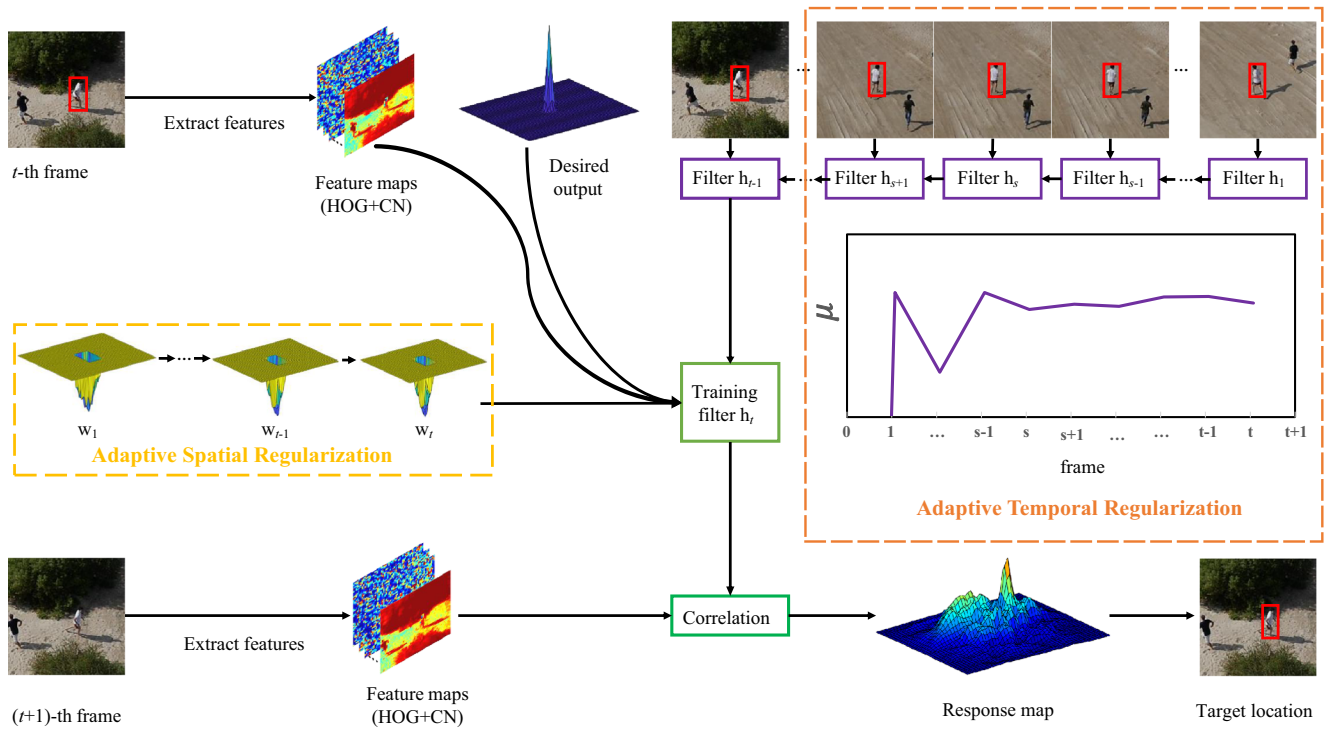 t-th frame
Extract features
Feature maps
(HOG+CN)
Desired
output
...
...
Filter h_{t-1}
...
Filter h_{s+1}
Filter h_s
Filter h_{s-1}
...
Filter h_1
μ
0 1 ... s-1 s s+1 ... ... t-1 t t+1
frame
Adaptive Temporal Regularization
...
w_1
w_{t-1}
w_t
Adaptive Spatial Regularization
Training
filter h_t
(t+1)-th frame
Extract features
Feature maps
(HOG+CN)
Correlation
Response map
Target location